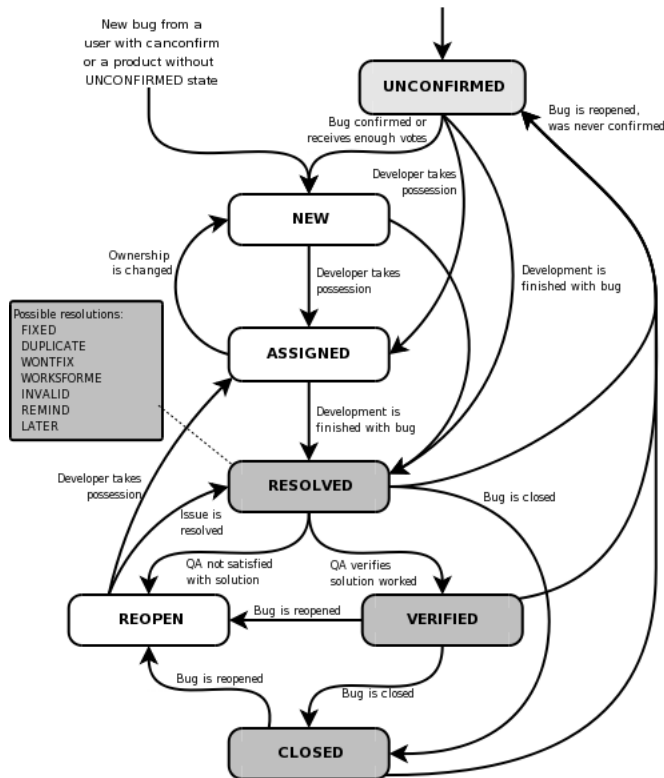 New bug from a
user with canconfirm
or a product without
UNCONFIRMED state
UNCONFIRMED
Bug is reopened,
was never confirmed
Bug confirmed or
receives enough votes
Developer takes
possession
NEW
Ownership
is changed
Developer takes
possession
Development is
finished with bug
Possible resolutions:
FIXED
DUPLICATE
WONTFIX
WORKSFORME
INVALID
REMIND
LATER
ASSIGNED
Development is
finished with bug
Developer takes
possession
RESOLVED
Issue is
resolved
Bug is closed
QA not satisfied
with solution
QA verifies
solution worked
REOPEN
Bug is reopened
VERIFIED
Bug is reopened
Bug is closed
CLOSED